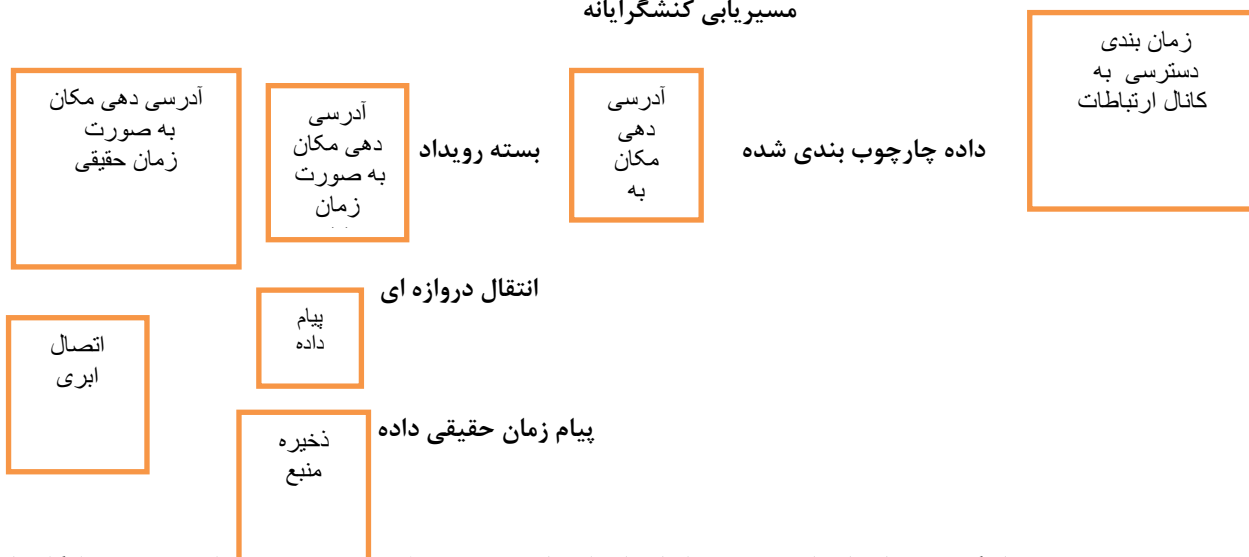 مسیریابی کنشگرایانه
زمان بندی
دسترسی به
کانال ارتباطات
داده چارچوب بندی شده
آدرسی
دهی
مکان
به
بسته رویداد
آدرسی
دهی مکان
به صورت
زمان
آدرسی دهی مکان
به صورت
زمان حقیقی
انتقال دروازه ای
پیام
داده
اتصال
ابری
پیام زمان حقیقی داده
ذخیره
منبع